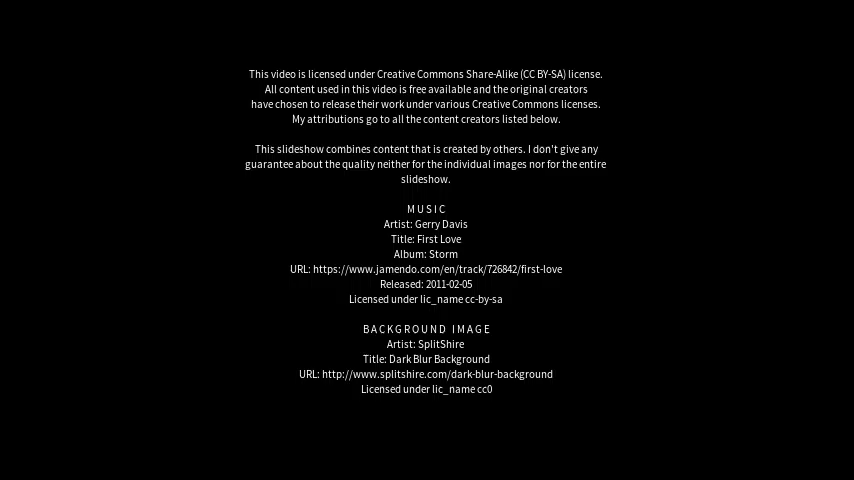 This video is licensed under Creative Commons Share-Alike (CC BY-SA) license.
All content used in this video is free available and the original creators
have chosen to release their work under various Creative Commons licenses.
My attributions go to all the content creators listed below.
This slideshow combines content that is created by others. I don't give any
guarantee about the quality neither for the individual images nor for the entire
slideshow.
MUSIC
Artist: Gerry Davis
Title: First Love
Album: Storm
URL: https://www.jamendo.com/en/track/726842/first-love
Released: 2011-02-05
Licensed under lic_name cc-by-sa
BACKGROUND IMAGE
Artist: SplitShire
Title: Dark Blur Background
URL: http://www.splitshire.com/dark-blur-background
Licensed under lic_name cc0